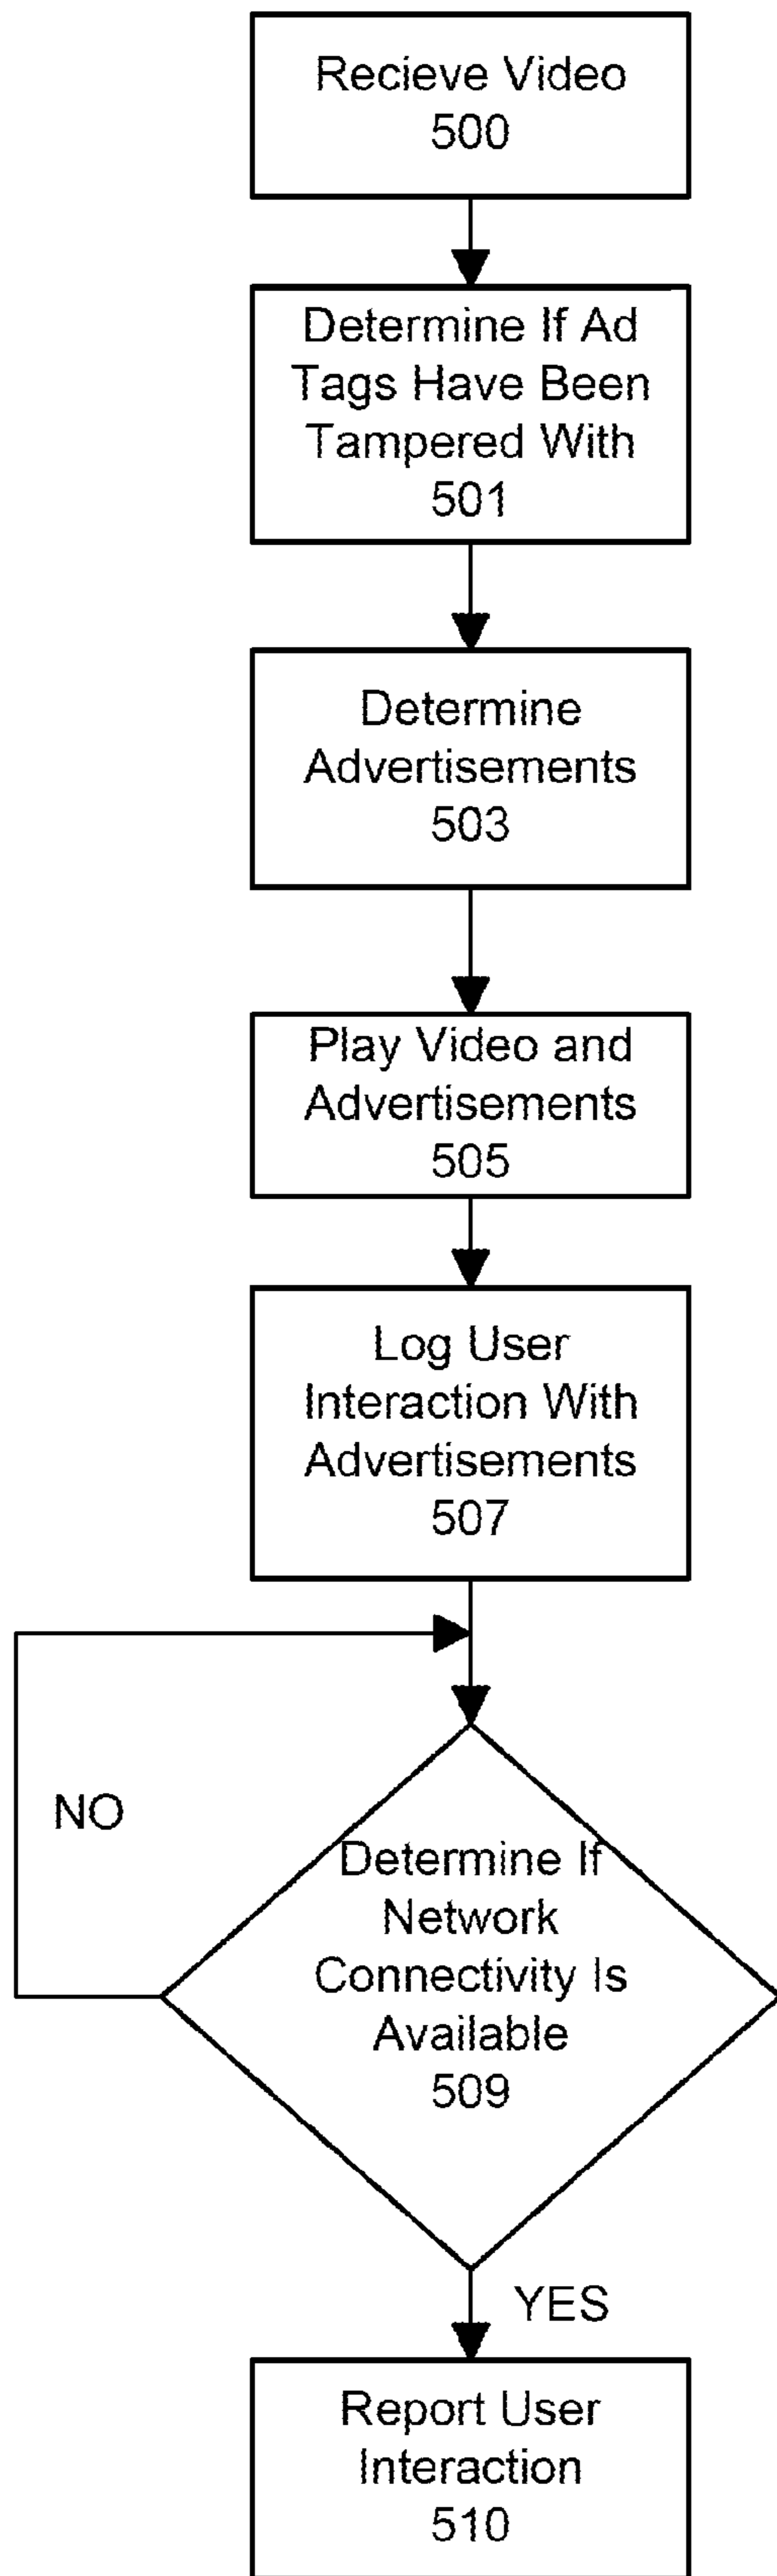 Recieve Video
500
Determine If Ad
Tags Have Been
Tampered With
501
Determine
Advertisements
503
Play Video and
Advertisements
505
Log User
Interaction With
Advertisements
507
NO
Determine If
Network
Connectivity Is
Available
509
YES
Report User
Interaction
510